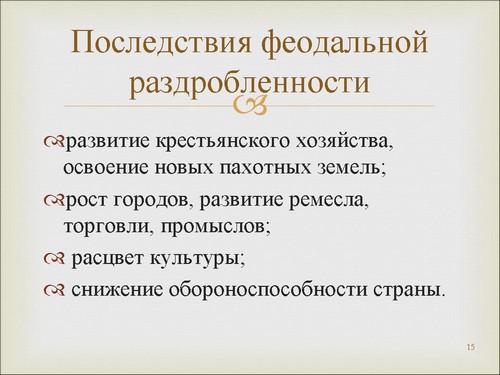 Последствия феодальной
раздробленности
развитие крестьянского хозяйства,
освоение новых пахотных земель;
рост городов, развитие ремесла,
торговли, промыслов;
расцвет культуры;
снижение обороноспособности страны.
15